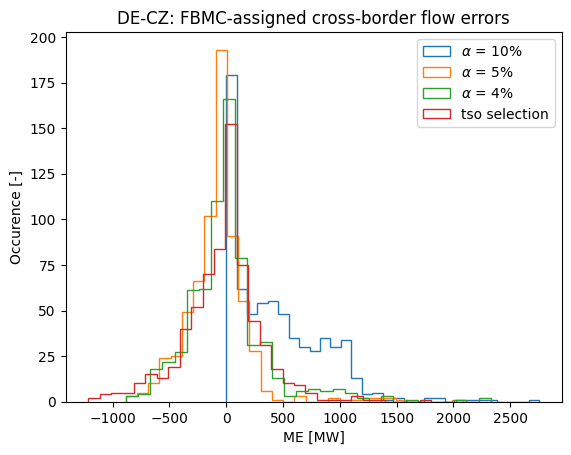 DE-CZ: FBMC-assigned cross-border flow errors
200
175
150
125
100
75
50
25
0
Occurence [-]
α = 10%
α = 5%
α = 4%
tso selection
−1000
−500
0
500
1000
1500
2000
2500
ME [MW]